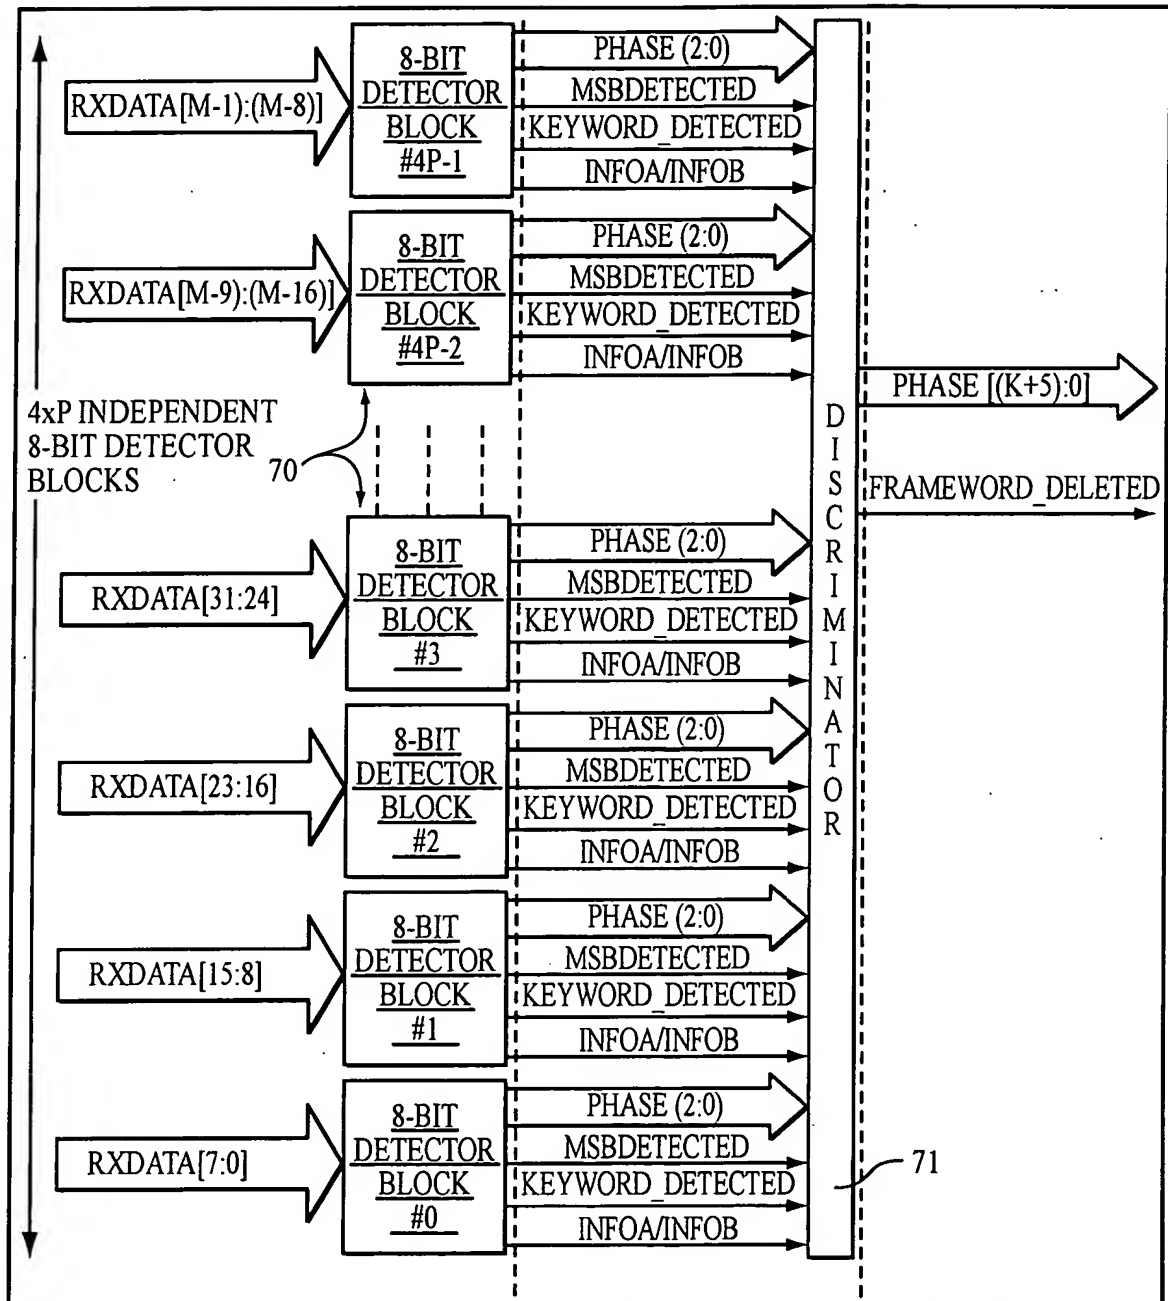 RXDATA[M-1):(M-8)]
8-BIT
DETECTOR
BLOCK
#4P-1
PHASE (2:0)
MSBDETECTED
KEYWORD_DETECTED
INFOA/INFOB
RXDATA[M-9):(M-16)]
8-BIT
DETECTOR
BLOCK
#4P-2
PHASE (2:0)
MSBDETECTED
KEYWORD_DETECTED
INFOA/INFOB
4xP INDEPENDENT
8-BIT DETECTOR
BLOCKS
70
DISCRIMINATOR
PHASE [(K+5):0]
FRAMEWORD_DELETED
RXDATA[31:24]
8-BIT
DETECTOR
BLOCK
#3
PHASE (2:0)
MSBDETECTED
KEYWORD_DETECTED
INFOA/INFOB
RXDATA[23:16]
8-BIT
DETECTOR
BLOCK
#2
PHASE (2:0)
MSBDETECTED
KEYWORD_DETECTED
INFOA/INFOB
RXDATA[15:8]
8-BIT
DETECTOR
BLOCK
#1
PHASE (2:0)
MSBDETECTED
KEYWORD_DETECTED
INFOA/INFOB
RXDATA[7:0]
8-BIT
DETECTOR
BLOCK
#0
PHASE (2:0)
MSBDETECTED
KEYWORD_DETECTED
INFOA/INFOB
71